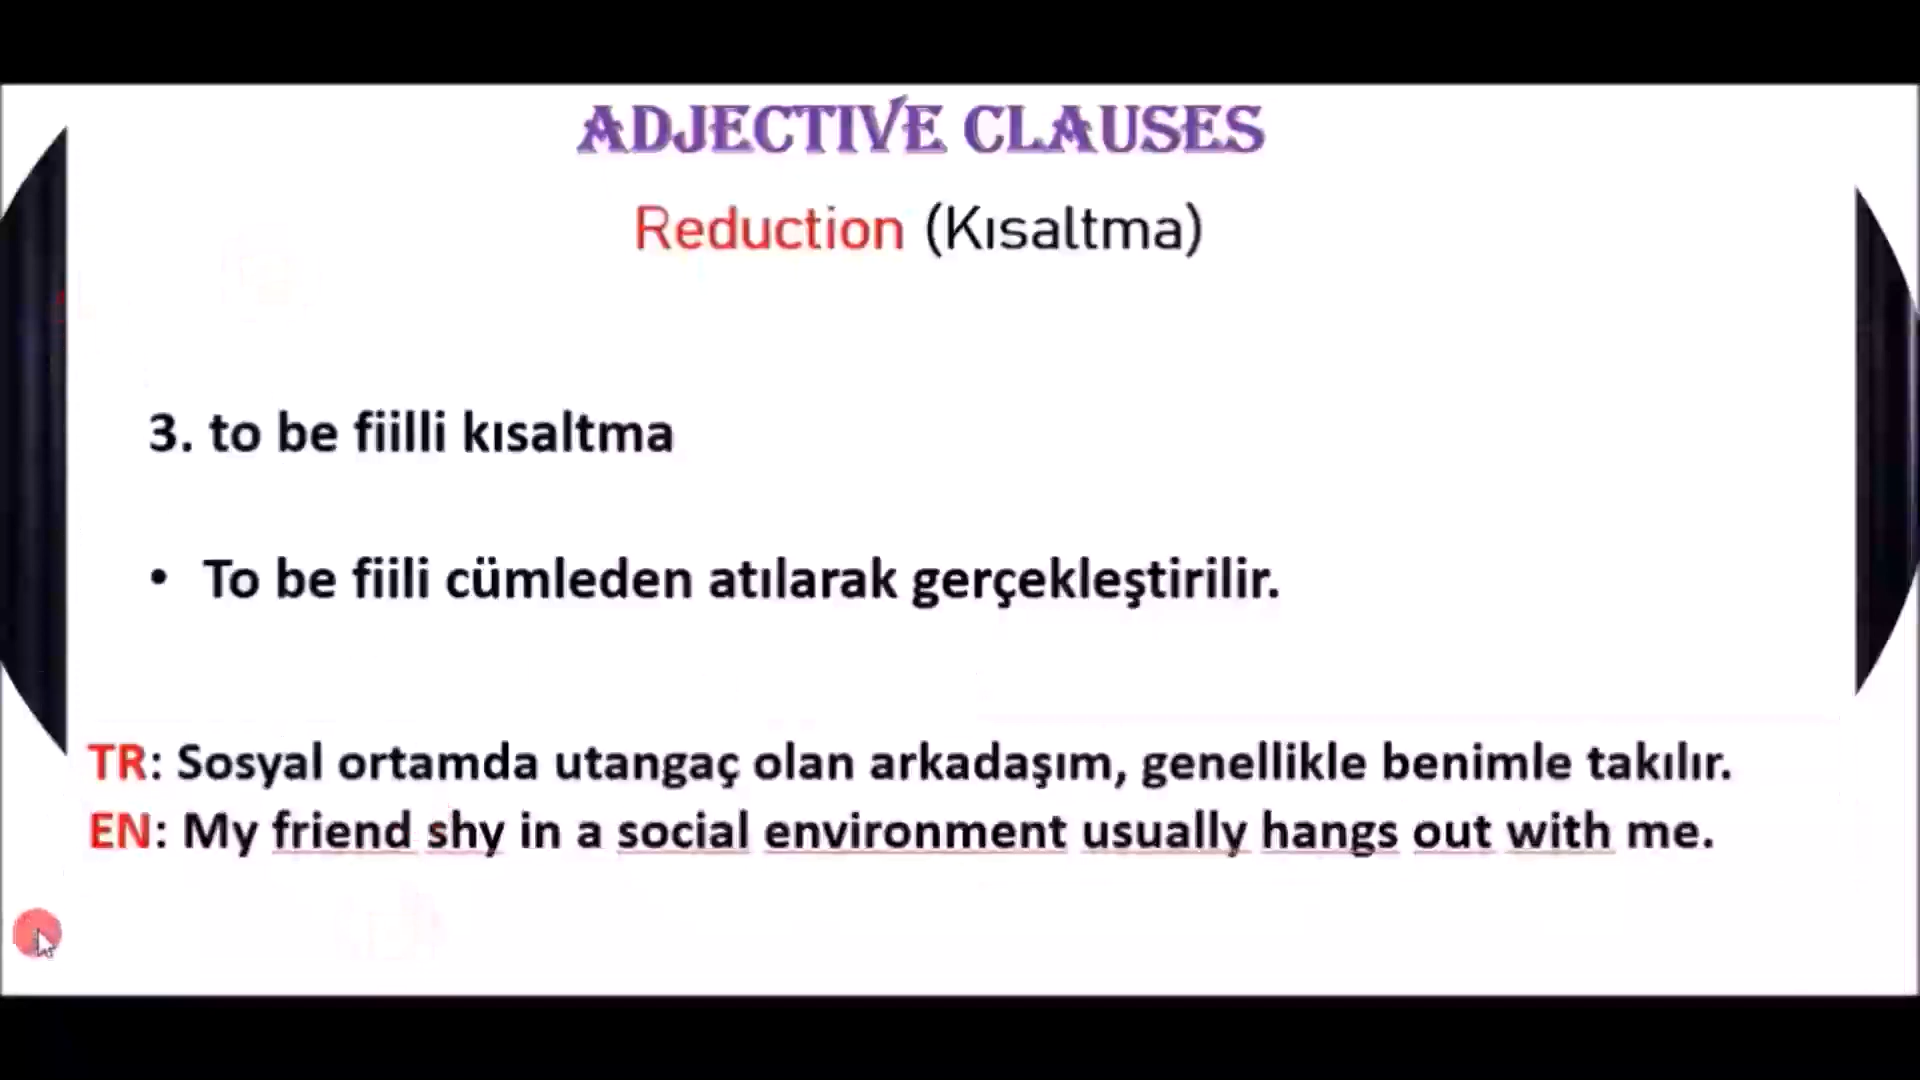 ADJECTIVE CLAUSES
Reduction (Kısaltma)
3. to be fiilli kısaltma
• To be fiili cümleden atılarak gerçekleştirilir.
TR: Sosyal ortamda utangaç olan arkadaşım, genellikle benimle takılır.
EN: My friend shy in a social environment usually hangs out with me.